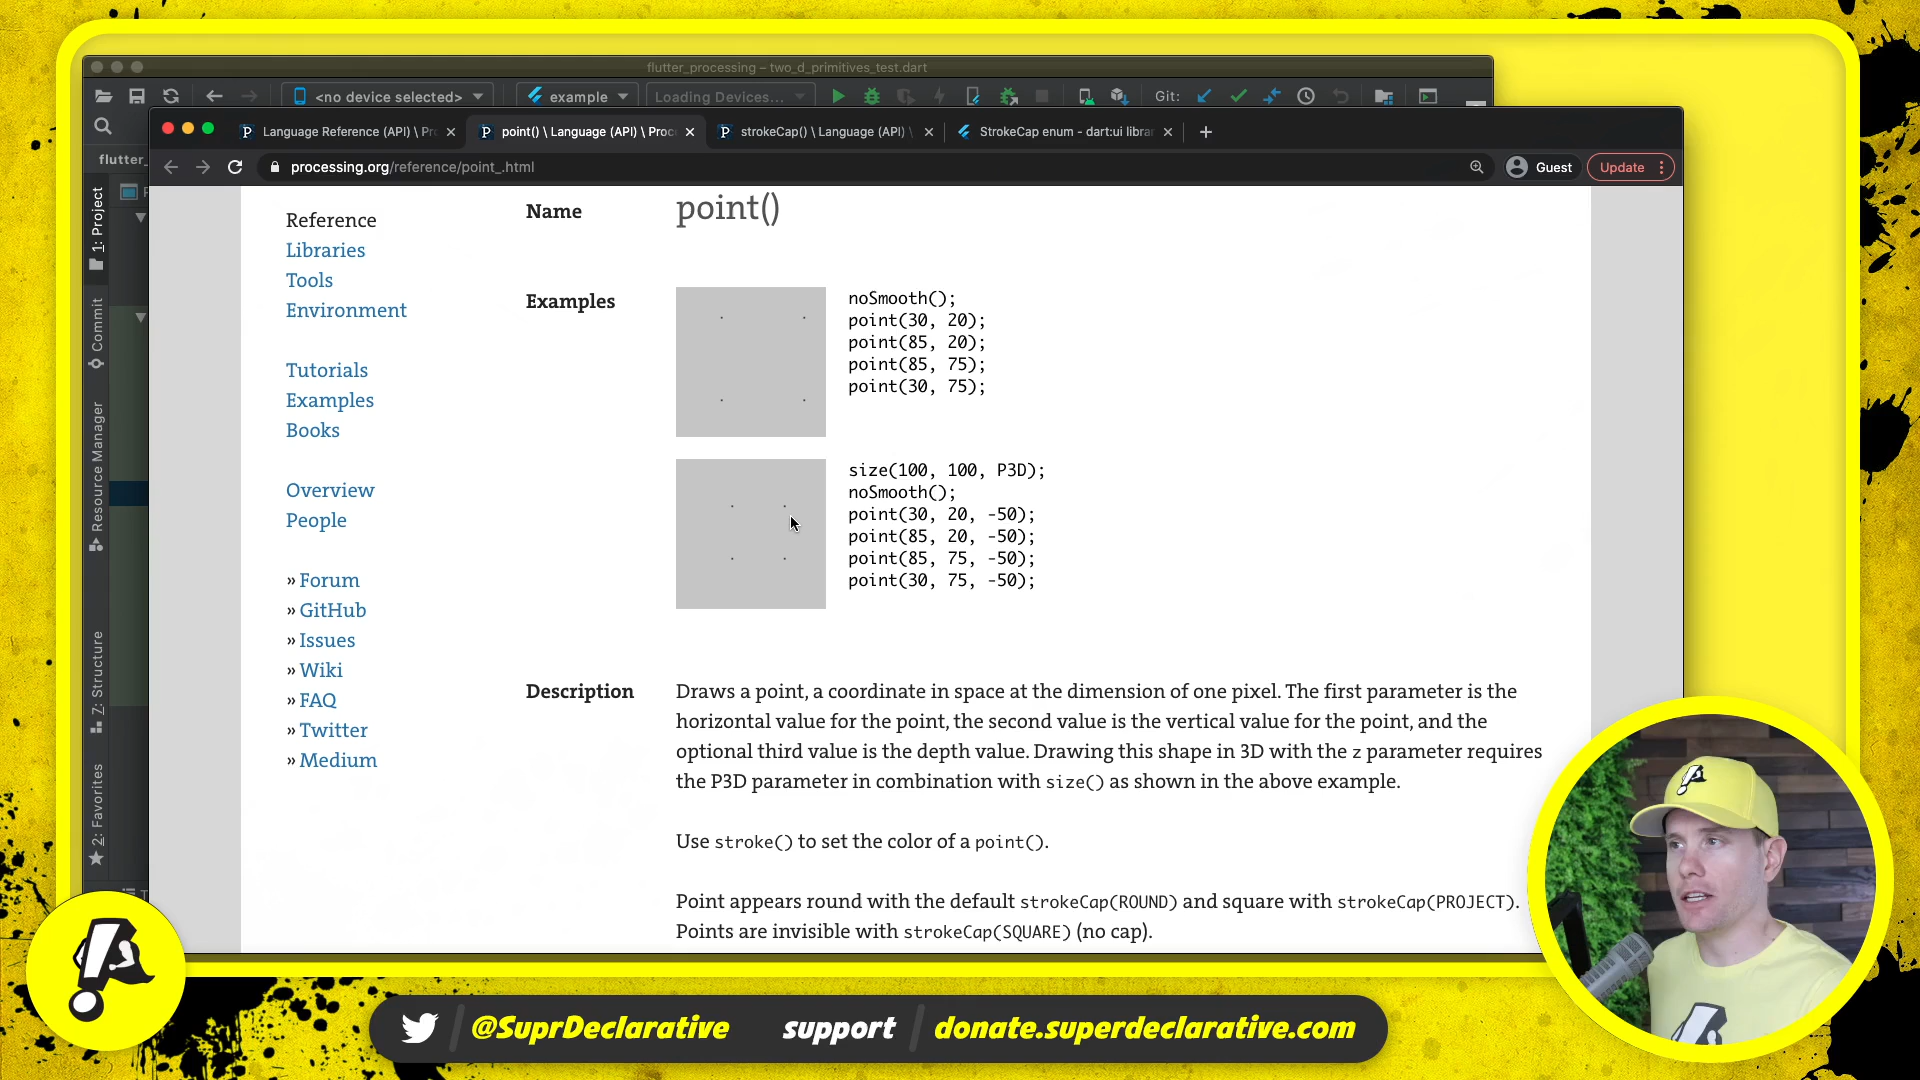 flutter_processing – two_d_primitives_test.dart
<no device selected>
example
Loading Devices...
Git:
flutter_
1: Project
Commit
Resource Manager
7: Structure
2: Favorites
Language Reference (API) \ Pr
point() \ Language (API) \ Proc
strokeCap() \ Language (API) \
StrokeCap enum - dart:ui librar
processing.org/reference/point_.html
Guest
Update
Reference
Libraries
Tools
Environment
Tutorials
Examples
Books
Overview
People
» Forum
» GitHub
» Issues
» Wiki
» FAQ
» Twitter
» Medium
Name
point()
Examples
noSmooth();
point(30, 20);
point(85, 20);
point(85, 75);
point(30, 75);
size(100, 100, P3D);
noSmooth();
point(30, 20, -50);
point(85, 20, -50);
point(85, 75, -50);
point(30, 75, -50);
Description
Draws a point, a coordinate in space at the dimension of one pixel. The first parameter is the
horizontal value for the point, the second value is the vertical value for the point, and the
optional third value is the depth value. Drawing this shape in 3D with the z parameter requires
the P3D parameter in combination with size() as shown in the above example.
Use stroke() to set the color of a point().
Point appears round with the default strokeCap(ROUND) and square with strokeCap(PROJECT).
Points are invisible with strokeCap(SQUARE) (no cap).
@SuprDeclarative
support
donate.superdeclarative.com